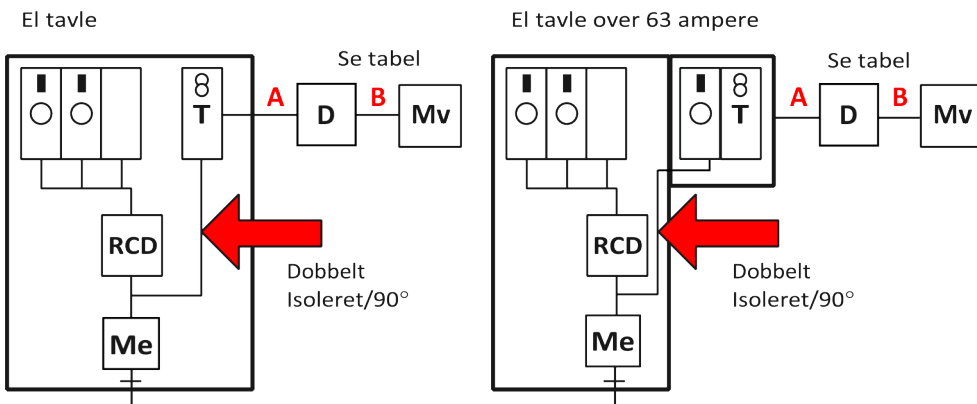 El tavle
Se tabel
A
B
T
D
Mv
RCD
Dobbelt
Isoleret/90°
Me
El tavle over 63 ampere
Se tabel
A
B
T
D
Mv
RCD
Dobbelt
Isoleret/90°
Me